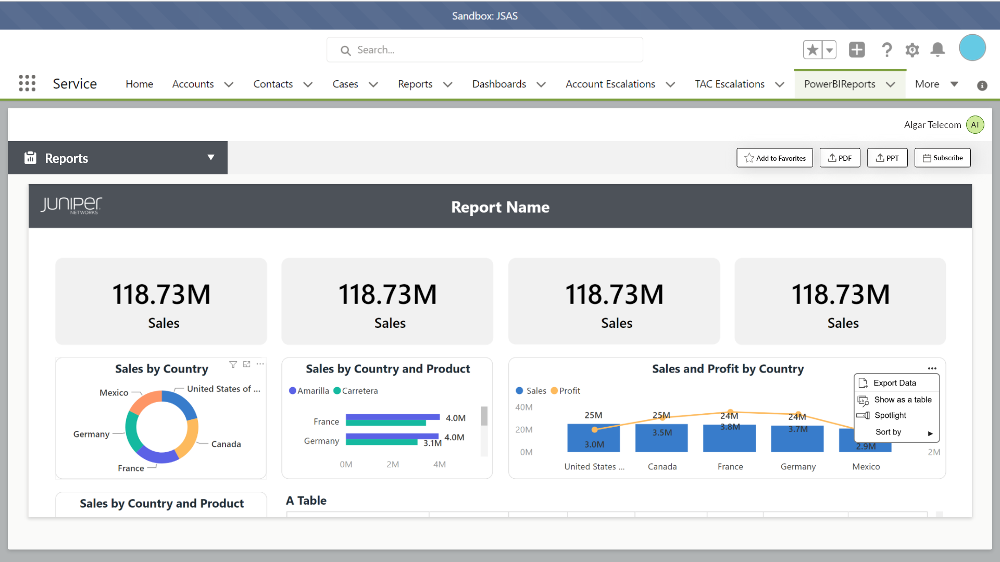 Sandbox: JSAS
Search...
Service Home Accounts Contacts Cases Reports Dashboards Account Escalations TAC Escalations PowerBIReports More
Algar Telecom AT
Reports
Add to Favorites PDF PPT Subscribe
JUNIPER
NETWORKS
Report Name
118.73M
Sales
118.73M
Sales
118.73M
Sales
118.73M
Sales
Sales by Country
United States of ...
Mexico
Germany
Canada
France
Sales by Country and Product
Amarilla Carretera
France 4.0M
Germany 4.0M
3.1M
0M 2M 4M
Sales and Profit by Country
Sales Profit
Export Data
Show as a table
Spotlight
Sort by
40M
20M
0M
25M 25M 24M 24M
3.0M 3.5M 3.8M 3.7M 2.9M
2M
United States ... Canada France Germany Mexico
Sales by Country and Product
A Table